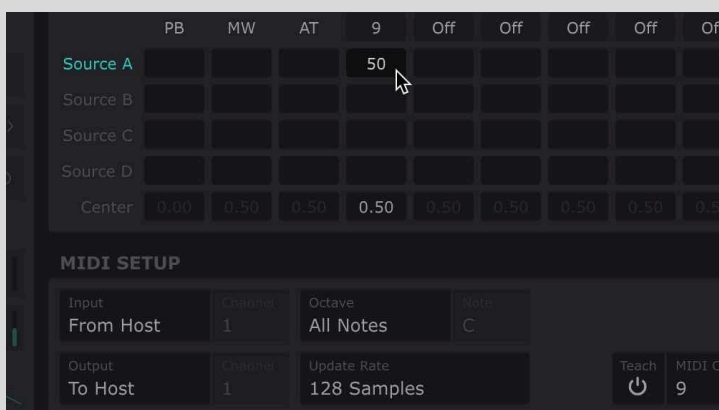 PB MW AT 9 Off Off Off Off
Source A 50
Source B
Source C
Source D
Center 0.00 0.50 0.50 0.50 0.50 0.50 0.50 0.50
MIDI SETUP
Input Channel Octave Note
From Host 1 All Notes C
Output Channel Update Rate Teach MIDI
To Host 1 128 Samples 9